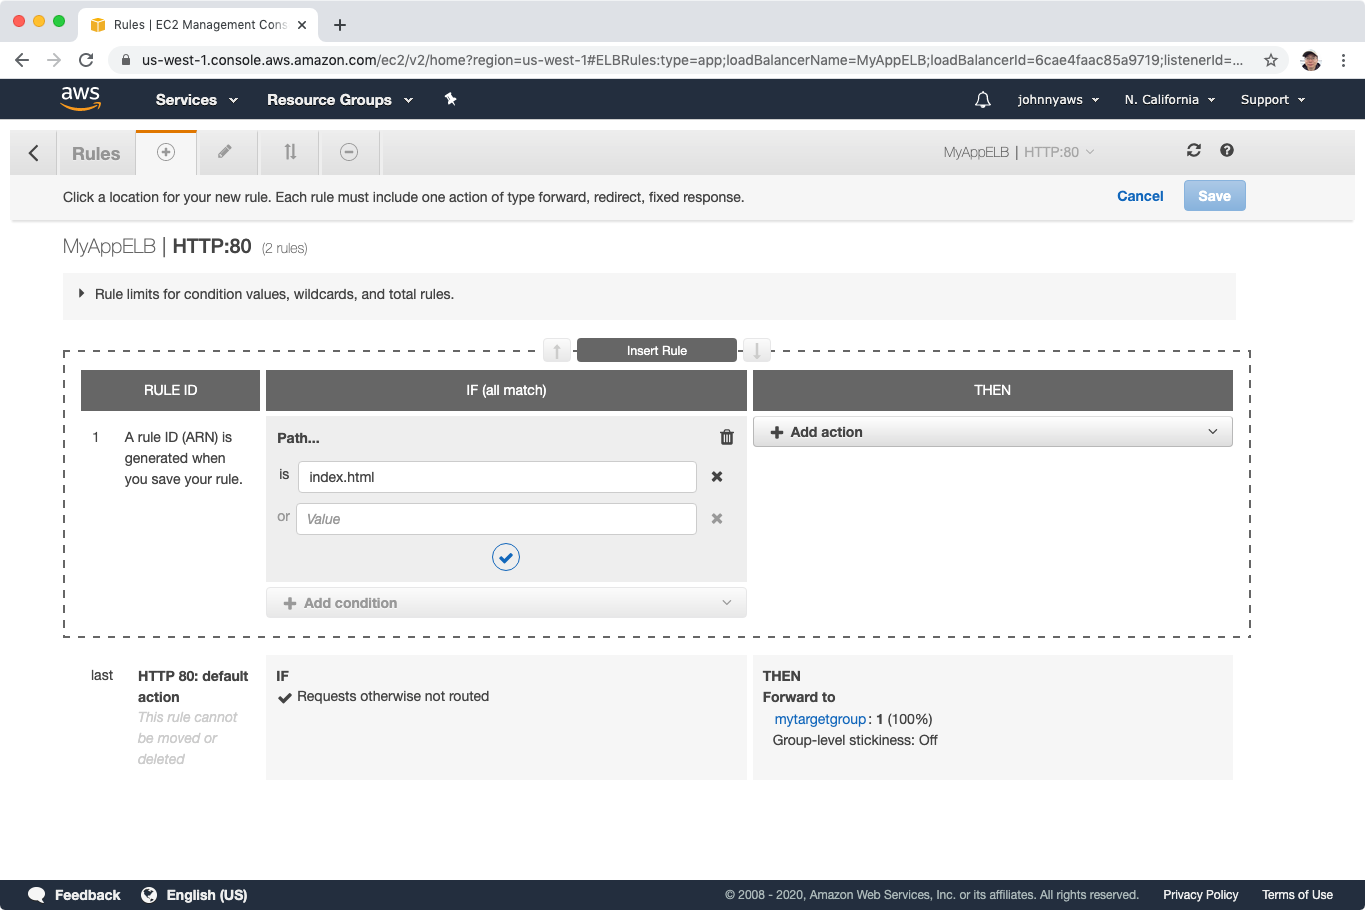 Rules | EC2 Management Cons
us-west-1.console.aws.amazon.com/ec2/v2/home?region=us-west-1#ELBRules:type=app;loadBalancerName=MyAppELB;loadBalancerId=6cae4faac85a9719;listenerId=...
aws Services Resource Groups johnnyaws N. California Support
Rules MyAppELB | HTTP:80
Click a location for your new rule. Each rule must include one action of type forward, redirect, fixed response. Cancel Save
MyAppELB | HTTP:80 (2 rules)
Rule limits for condition values, wildcards, and total rules.
Insert Rule
RULE ID IF (all match) THEN
1 A rule ID (ARN) is
generated when
you save your rule.
Path...
is index.html
or Value
Add condition
Add action
last HTTP 80: default
action
This rule cannot
be moved or
deleted
IF
Requests otherwise not routed
THEN
Forward to
mytargetgroup: 1 (100%)
Group-level stickiness: Off
Feedback English (US) © 2008 - 2020, Amazon Web Services, Inc. or its affiliates. All rights reserved. Privacy Policy Terms of Use